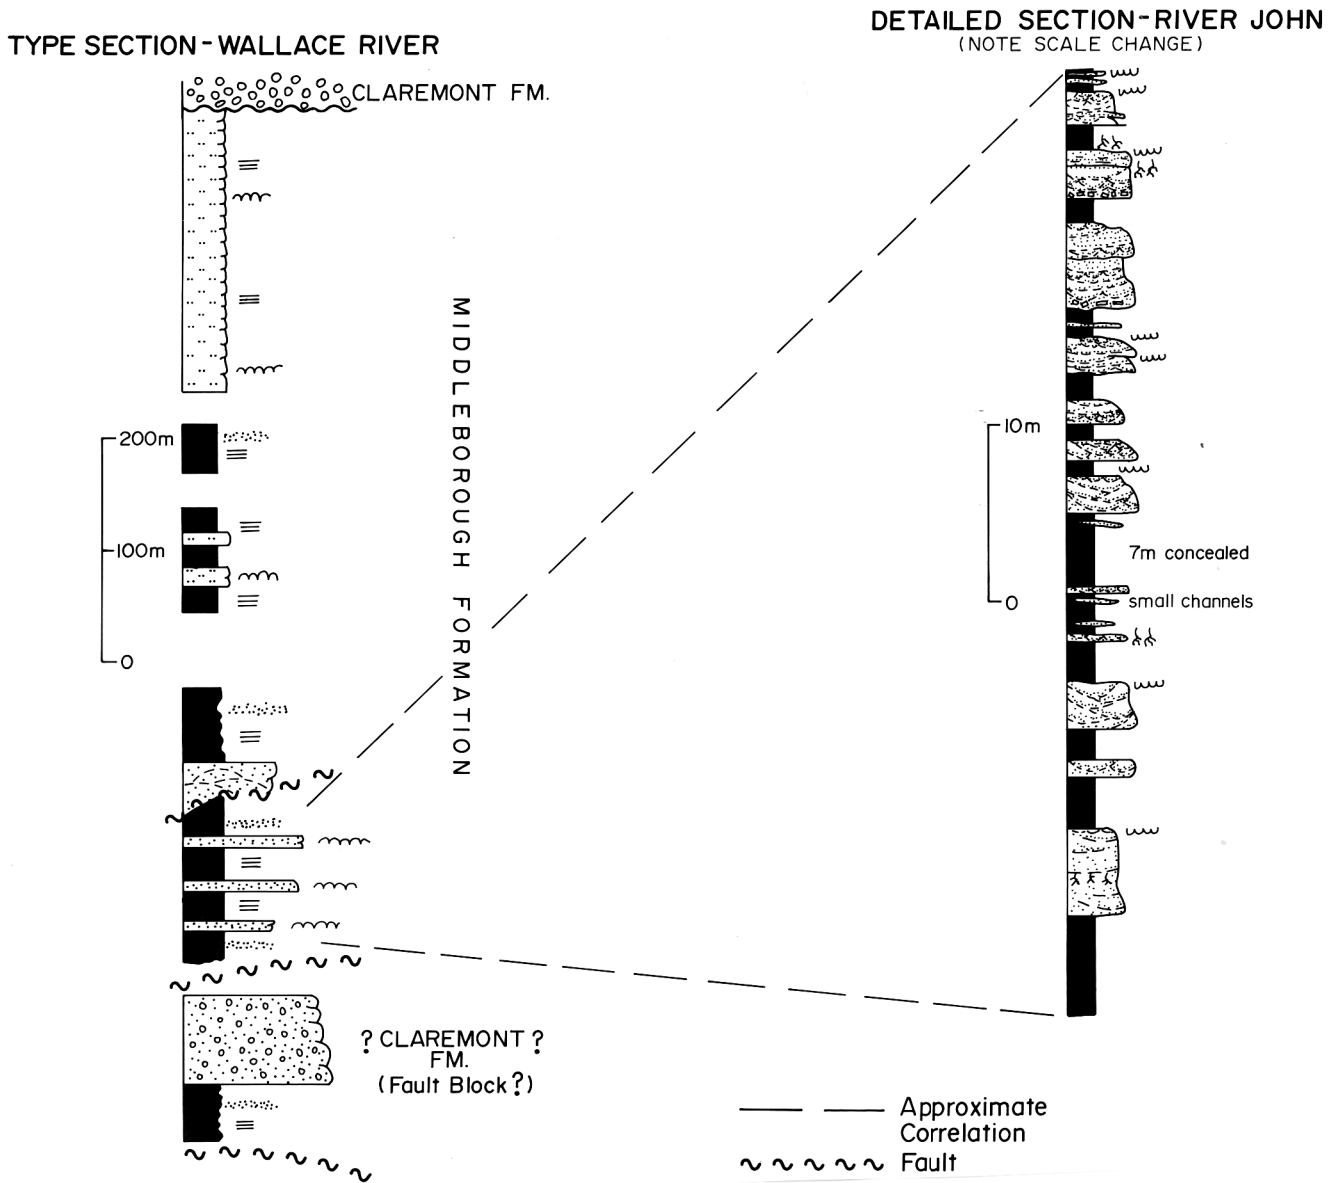 TYPE SECTION-WALLACE RIVER
DETAILED SECTION-RIVER JOHN
(NOTE SCALE CHANGE)
CLAREMONT FM.
MIDDLEBOROUGH FORMATION
200m
100m
0
10m
0
7m concealed
small channels
? CLAREMONT ?
FM.
(Fault Block?)
Approximate
Correlation
Fault